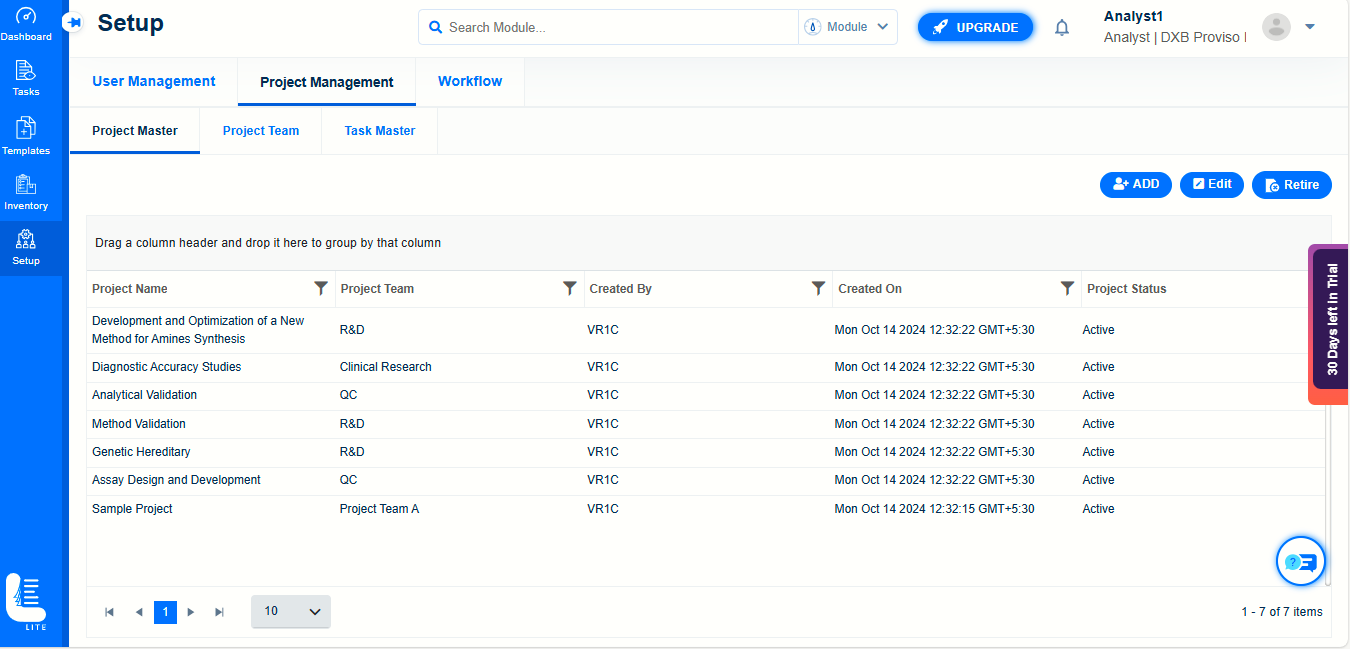 Setup
Search Module...
Module
UPGRADE
Analyst1
Analyst | DXB Proviso
Dashboard
Tasks
Templates
Inventory
Setup
LITE
User Management
Project Management
Workflow
Project Master
Project Team
Task Master
ADD
Edit
Retire
Drag a column header and drop it here to group by that column
Project Name Project Team Created By Created On Project Status
Development and Optimization of a New
Method for Amines Synthesis
R&D VR1C Mon Oct 14 2024 12:32:22 GMT+5:30 Active
Diagnostic Accuracy Studies Clinical Research VR1C Mon Oct 14 2024 12:32:22 GMT+5:30 Active
Analytical Validation QC VR1C Mon Oct 14 2024 12:32:22 GMT+5:30 Active
Method Validation R&D VR1C Mon Oct 14 2024 12:32:22 GMT+5:30 Active
Genetic Hereditary R&D VR1C Mon Oct 14 2024 12:32:22 GMT+5:30 Active
Assay Design and Development QC VR1C Mon Oct 14 2024 12:32:22 GMT+5:30 Active
Sample Project Project Team A VR1C Mon Oct 14 2024 12:32:15 GMT+5:30 Active
30 Days left in Trial
?
1
10
1 - 7 of 7 items